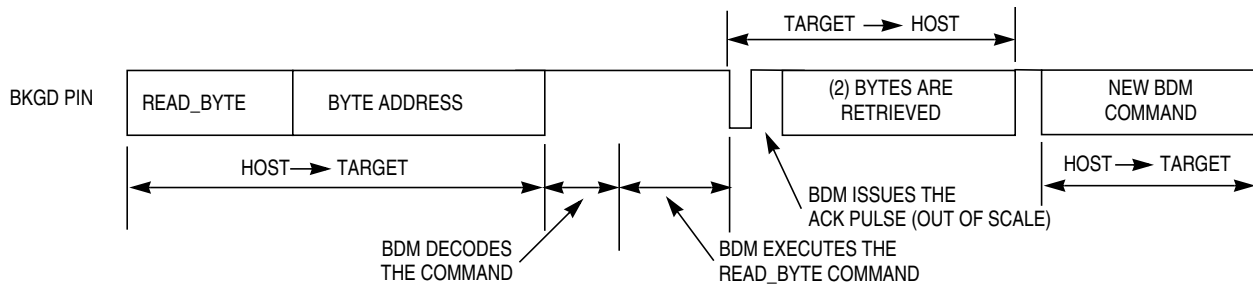 TARGET → HOST
BKGD PIN
READ_BYTE
BYTE ADDRESS
(2) BYTES ARE
RETRIEVED
NEW BDM
COMMAND
HOST → TARGET
HOST → TARGET
BDM ISSUES THE
ACK PULSE (OUT OF SCALE)
BDM DECODES
THE COMMAND
BDM EXECUTES THE
READ_BYTE COMMAND